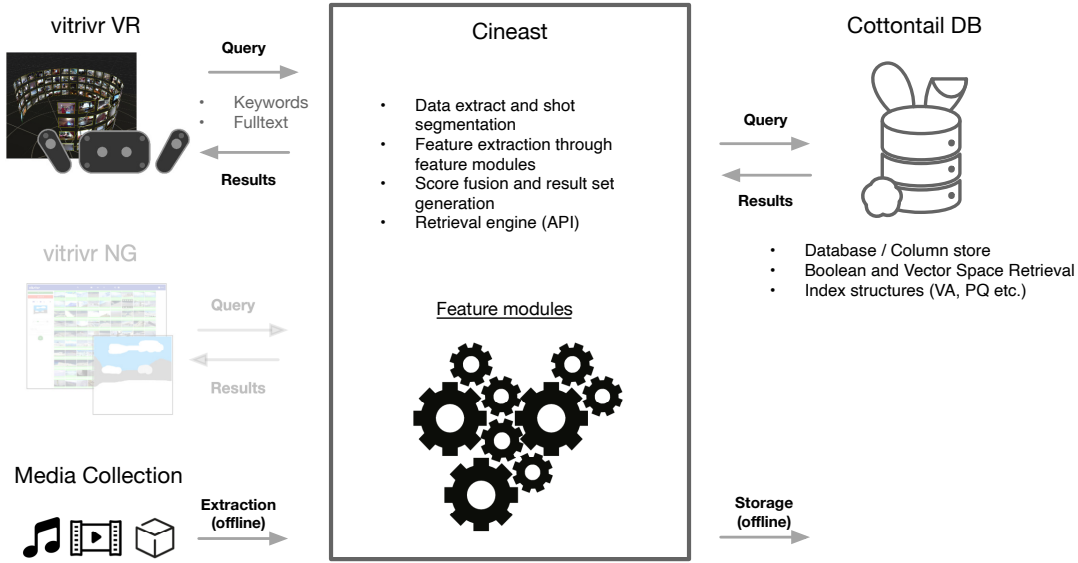 vitrivr VR
Query
• Keywords
• Fulltext
Results
vitrivr NG
Query
Results
Media Collection
Extraction
(offline)
Cineast
• Data extract and shot
segmentation
• Feature extraction through
feature modules
• Score fusion and result set
generation
• Retrieval engine (API)
Feature modules
Query
Results
Storage
(offline)
Cottontail DB
• Database / Column store
• Boolean and Vector Space Retrieval
• Index structures (VA, PQ etc.)